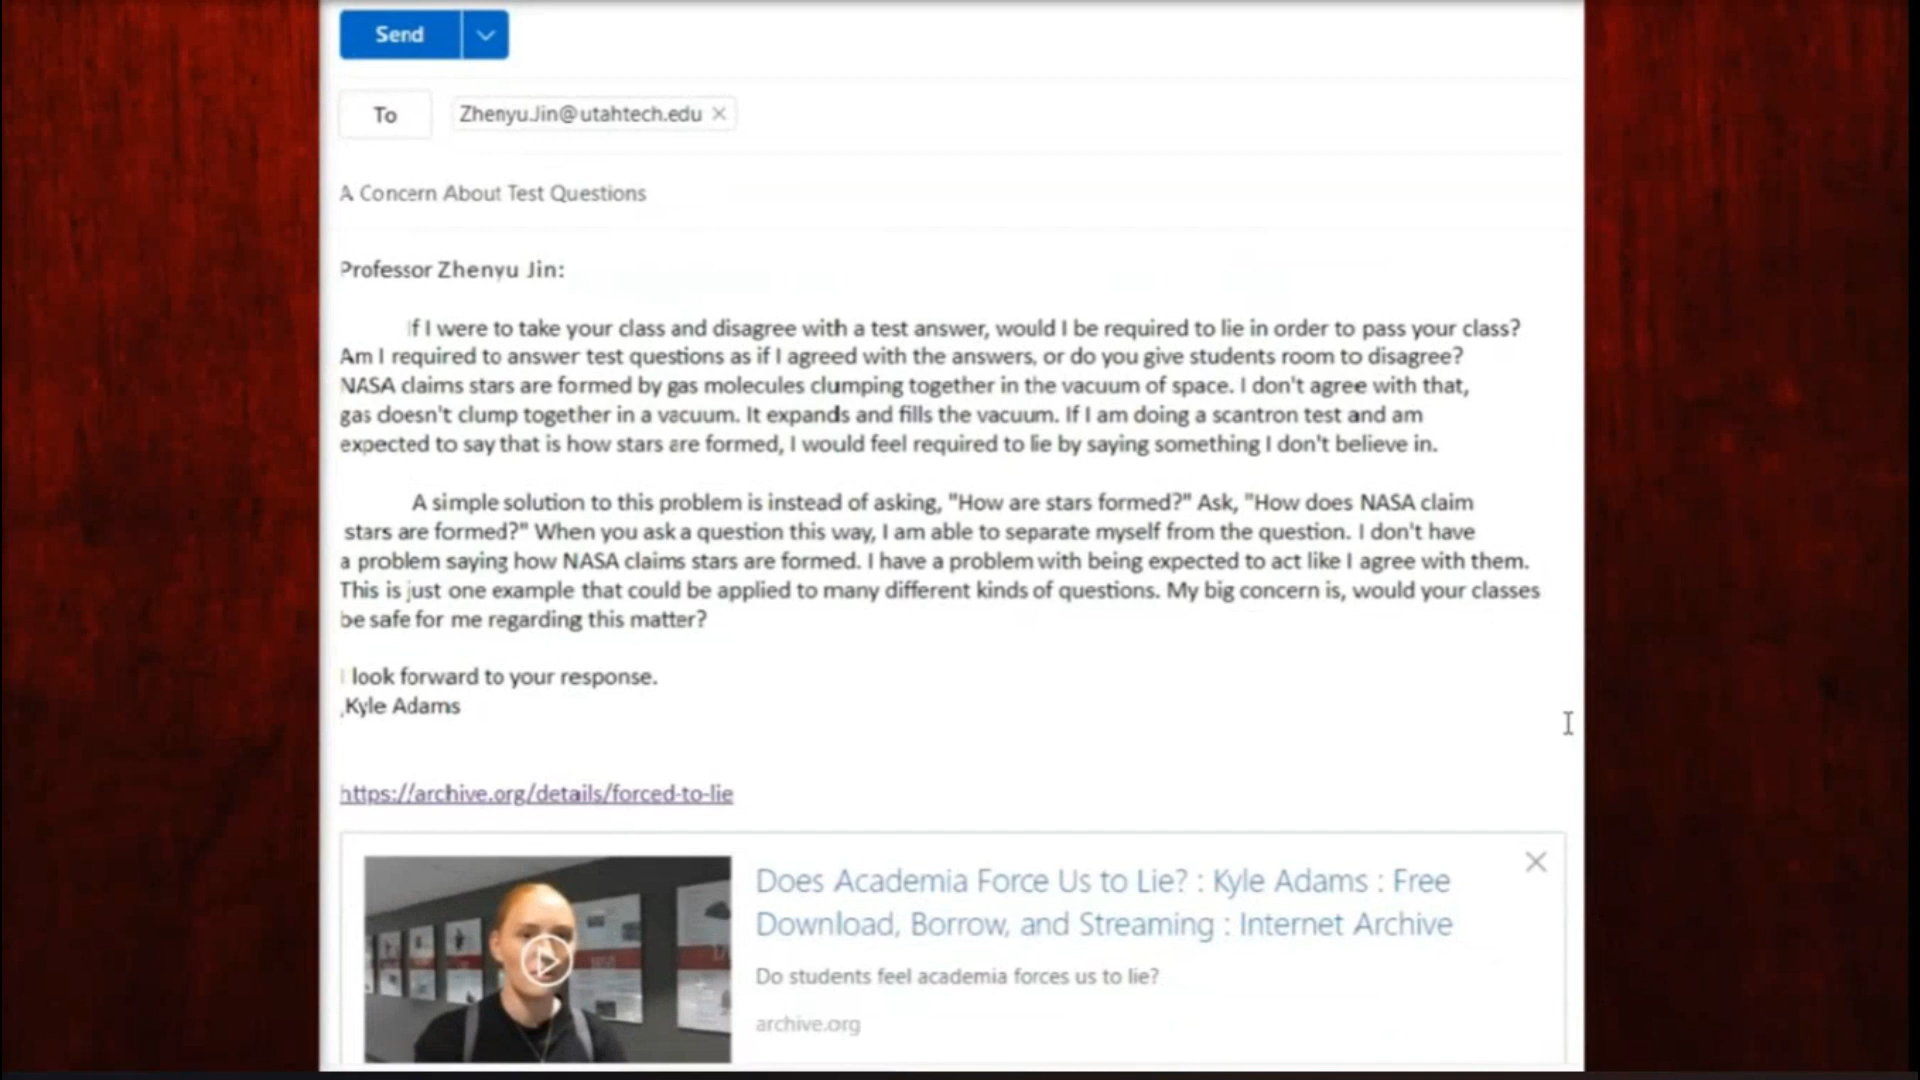 Send
To
Zhenyu.Jin@utahtech.edu
A Concern About Test Questions
Professor Zhenyu Jin:
If I were to take your class and disagree with a test answer, would I be required to lie in order to pass your class?
Am I required to answer test questions as if I agreed with the answers, or do you give students room to disagree?
NASA claims stars are formed by gas molecules clumping together in the vacuum of space. I don't agree with that,
gas doesn't clump together in a vacuum. It expands and fills the vacuum. If I am doing a scantron test and am
expected to say that is how stars are formed, I would feel required to lie by saying something I don't believe in.
A simple solution to this problem is instead of asking, "How are stars formed?" Ask, "How does NASA claim
stars are formed?" When you ask a question this way, I am able to separate myself from the question. I don't have
a problem saying how NASA claims stars are formed. I have a problem with being expected to act like I agree with them.
This is just one example that could be applied to many different kinds of questions. My big concern is, would your classes
be safe for me regarding this matter?
I look forward to your response.
,Kyle Adams
https://archive.org/details/forced-to-lie
Does Academia Force Us to Lie? : Kyle Adams : Free
Download, Borrow, and Streaming : Internet Archive
Do students feel academia forces us to lie?
archive.org